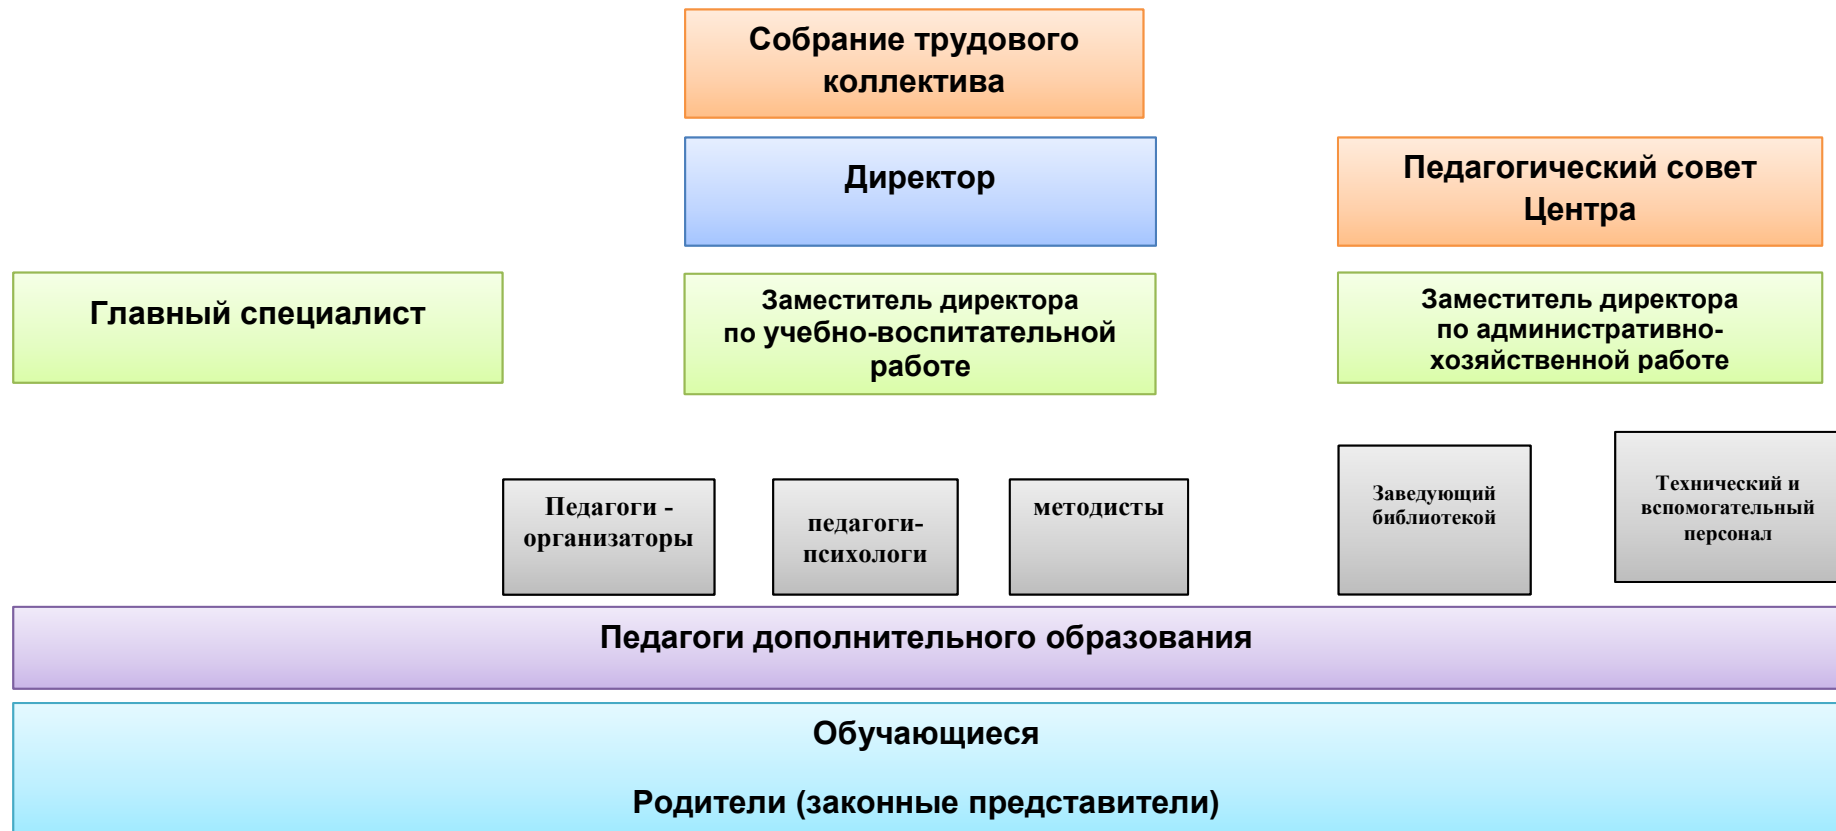 Собрание трудового
коллектива
Директор
Педагогический совет
Центра
Главный специалист
Заместитель директора
по учебно-воспитательной
работе
Заместитель директора
по административно-
хозяйственной работе
Педагоги -
организаторы
педагоги-
психологи
методисты
Заведующий
библиотекой
Технический и
вспомогательный
персонал
Педагоги дополнительного образования
Обучающиеся
Родители (законные представители)